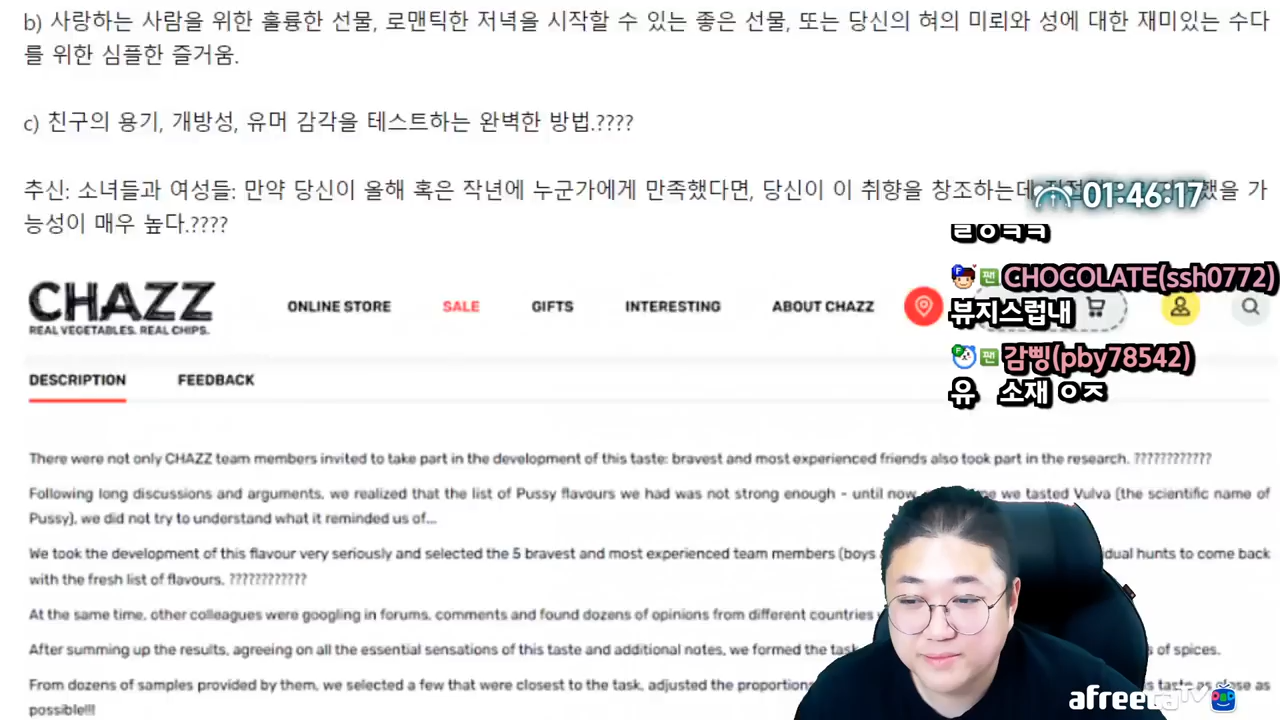 b) 사랑하는 사람을 위한 훌륭한 선물, 로맨틱한 저녁을 시작할 수 있는 좋은 선물, 또는 당신의 혀의 미뢰와 성에 대한 재미있는 수다
를 위한 심플한 즐거움.
c) 친구의 용기, 개방성, 유머 감각을 테스트하는 완벽한 방법.????
추신: 소녀들과 여성들: 만약 당신이 올해 혹은 작년에 누군가에게 만족했다면, 당신이 이 취향을 창조하는데 가
01:46:17
능성이 매우 높다.????
CHOCOLATE(ssh0772)
뷰지스럽내
감삥(pby78542)
유 소재 ㅇㅈ
CHAZZ
REAL VEGETABLES. REAL CHIPS.
ONLINE STORE
SALE
GIFTS
INTERESTING
ABOUT CHAZZ
DESCRIPTION
FEEDBACK
There were not only CHAZZ team members invited to take part in the development of this taste: bravest and most experienced friends also took part in the research. ????????????
Following long discussions and arguments, we realized that the list of Pussy flavours we had was not strong enough - until now we tasted Vulva (the scientific name of
Pussy), we did not try to understand what it reminded us of...
We took the development of this flavour very seriously and selected the 5 bravest and most experienced team members (boys hunts to come back
with the fresh list of flavours. ????????????
At the same time, other colleagues were googling in forums, comments and found dozens of opinions from different countries
After summing up the results, agreeing on all the essential sensations of this taste and additional notes, we formed the task of spices.
From dozens of samples provided by them, we selected a few that were closest to the task, adjusted the taste as close as
possible!!!
afreecaTV